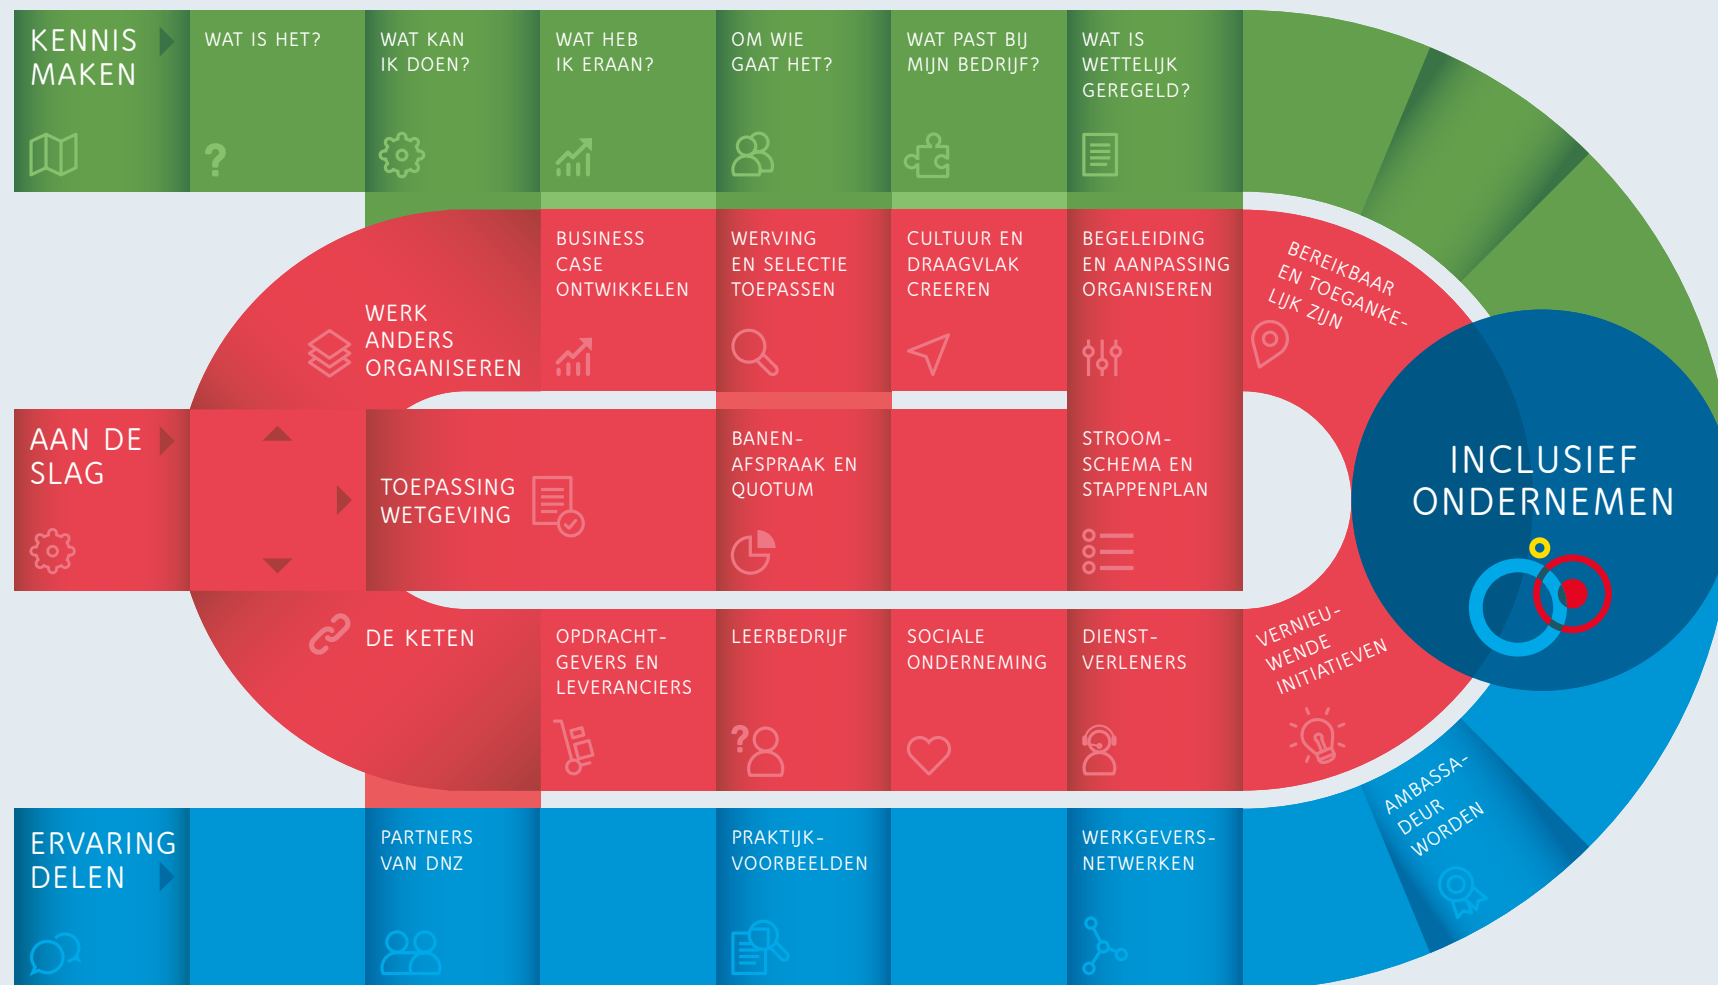 KENNIS
MAKEN
WAT IS HET?
WAT KAN
IK DOEN?
WAT HEB
IK ERAAN?
OM WIE
GAAT HET?
WAT PAST BIJ
MIJN BEDRIJF?
WAT IS
WETTELIJK
GEREGELD?
WERK
ANDERS
ORGANISEREN
BUSINESS
CASE
ONTWIKKELEN
WERVING
EN SELECTIE
TOEPASSEN
CULTUUR EN
DRAAGVLAK
CREEREN
BEGELEIDING
EN AANPASSING
ORGANISEREN
BEREIKBAAR
EN TOEGANKE-
LIJK ZIJN
AAN DE
SLAG
TOEPASSING
WETGEVING
BANEN-
AFSPRAAK EN
QUOTUM
STROOM-
SCHEMA EN
STAPPENPLAN
INCLUSIEF
ONDERNEMEN
DE KETEN
OPDRACHT-
GEVERS EN
LEVERANCIERS
LEERBEDRIJF
SOCIALE
ONDERNEMING
DIENST-
VERLENERS
VERNIEU-
WENDE
INITIATIEVEN
ERVARING
DELEN
PARTNERS
VAN DNZ
PRAKTIJK-
VOORBEELDEN
WERKGEVERS-
NETWERKEN
AMBASSA-
DEUR
WORDEN